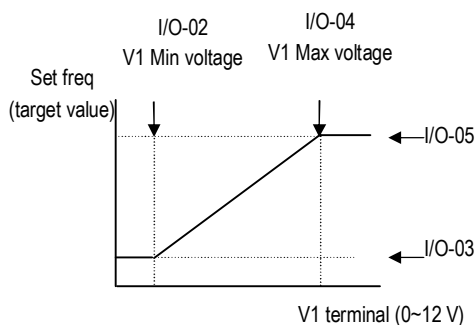 I/O-02
V1 Min voltage
I/O-04
V1 Max voltage
Set freq
(target value)
I/O-05
I/O-03
V1 terminal (0~12 V)